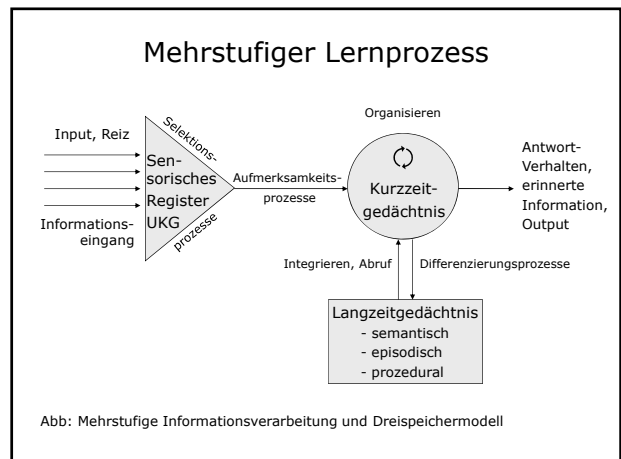 Mehrstufiger Lernprozess
Input, Reiz
Informations-
eingang
Selektions-
prozesse
Sen-
sorisches
Register
UKG
Aufmerksamkeits-
prozesse
Organisieren
Kurzzeit-
gedächtnis
Antwort-
Verhalten,
erinnerte
Information,
Output
Integrieren, Abruf
Differenzierungsprozesse
Langzeitgedächtnis
- semantisch
- episodisch
- prozedural
Abb: Mehrstufige Informationsverarbeitung und Dreispeichermodell